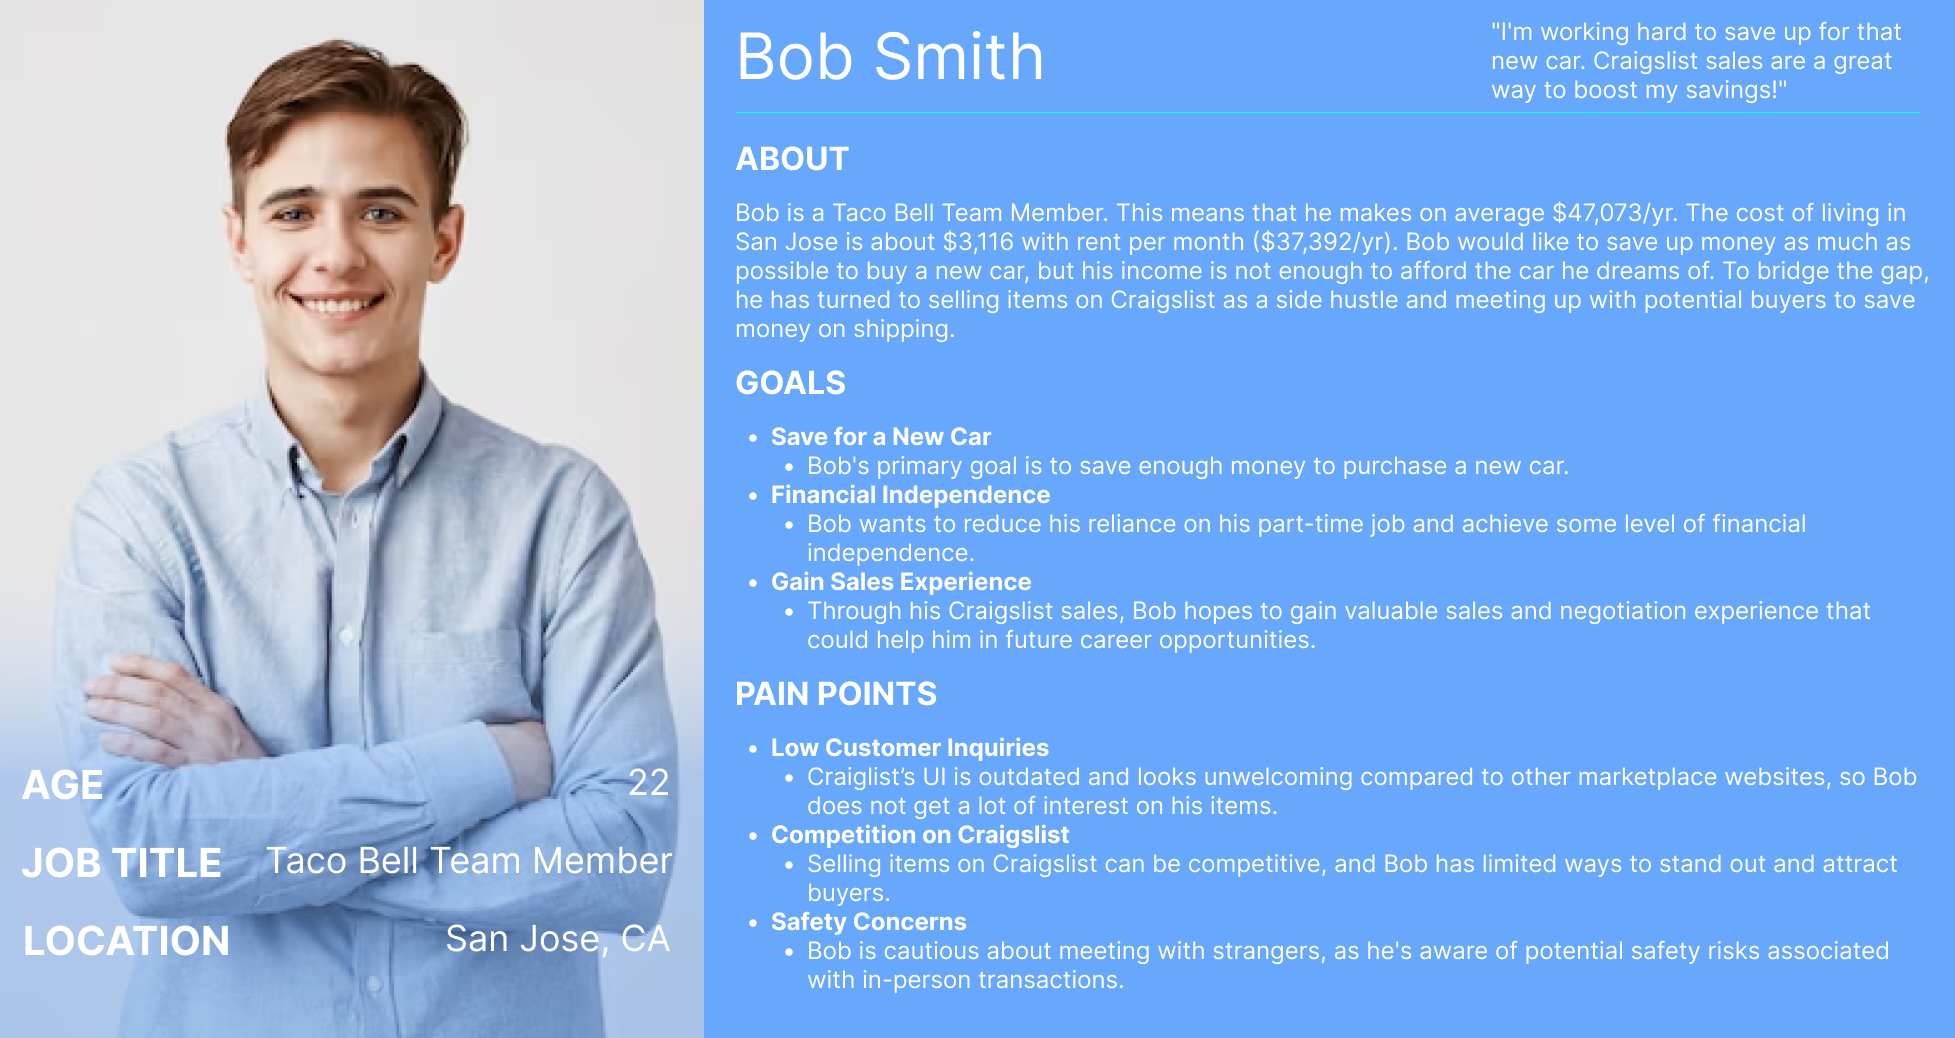 Bob Smith
"I'm working hard to save up for that
new car. Craigslist sales are a great
way to boost my savings!"
ABOUT
Bob is a Taco Bell Team Member. This means that he makes on average $47,073/yr. The cost of living in
San Jose is about $3,116 with rent per month ($37,392/yr). Bob would like to save up money as much as
possible to buy a new car, but his income is not enough to afford the car he dreams of. To bridge the gap,
he has turned to selling items on Craigslist as a side hustle and meeting up with potential buyers to save
money on shipping.
GOALS
• Save for a New Car
• Bob's primary goal is to save enough money to purchase a new car.
• Financial Independence
• Bob wants to reduce his reliance on his part-time job and achieve some level of financial
independence.
• Gain Sales Experience
• Through his Craigslist sales, Bob hopes to gain valuable sales and negotiation experience that
could help him in future career opportunities.
PAIN POINTS
• Low Customer Inquiries
• Craiglist’s UI is outdated and looks unwelcoming compared to other marketplace websites, so Bob
does not get a lot of interest on his items.
• Competition on Craigslist
• Selling items on Craigslist can be competitive, and Bob has limited ways to stand out and attract
buyers.
• Safety Concerns
• Bob is cautious about meeting with strangers, as he's aware of potential safety risks associated
with in-person transactions.
AGE 22
JOB TITLE Taco Bell Team Member
LOCATION San Jose, CA